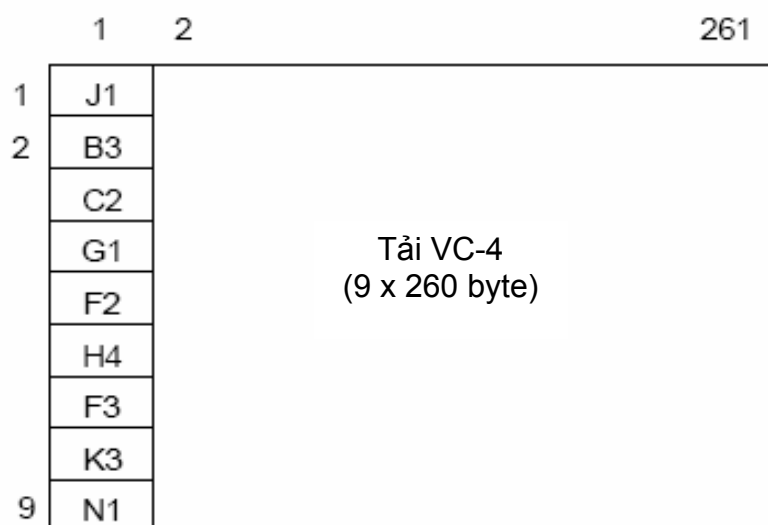 1 2 261
1 J1
2 B3
C2
G1
F2
H4
F3
K3
9 N1
Tải VC-4
(9 x 260 byte)